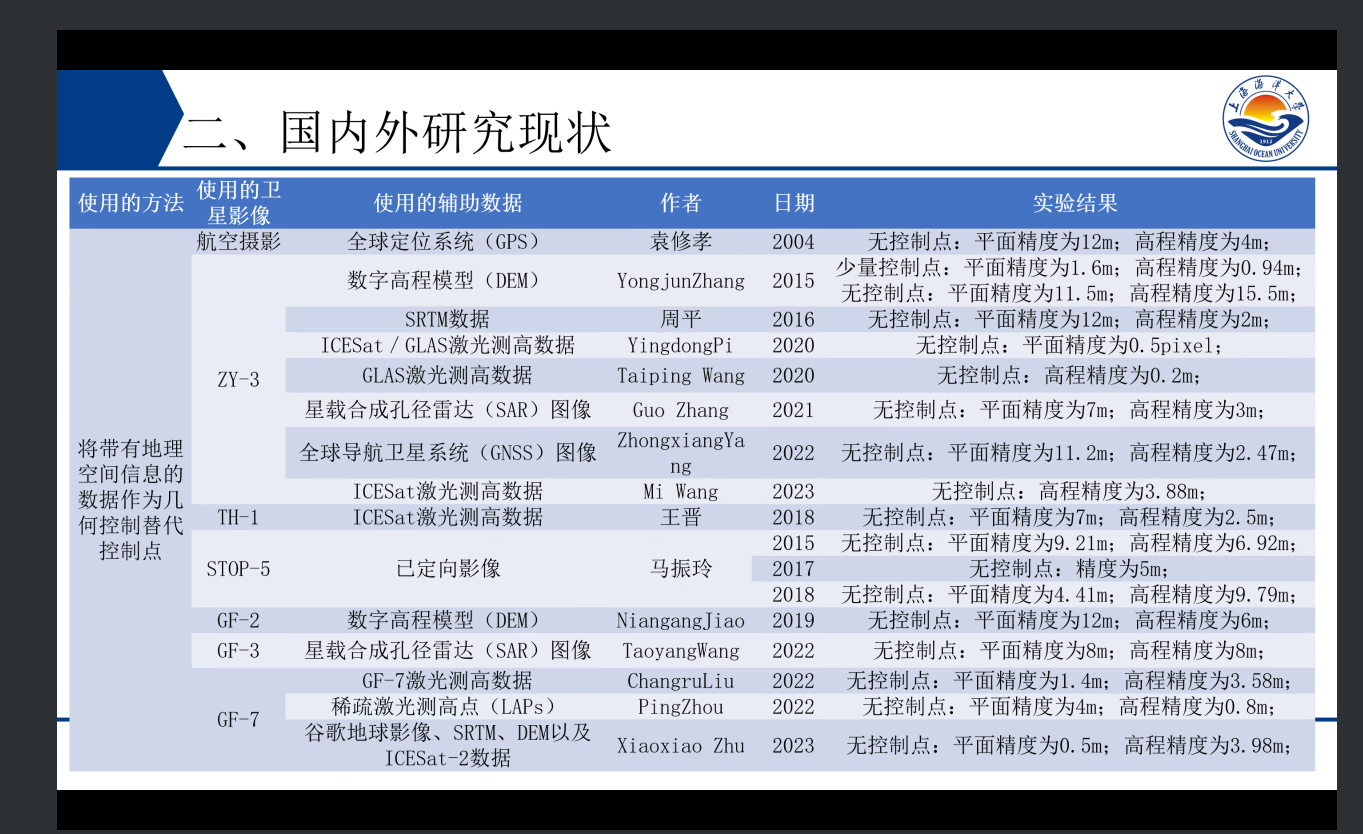 二、国内外研究现状
上海海洋大学
SHANGHAI OCEAN UNIVERSITY
1912
使用的方法 使用的卫星影像 使用的辅助数据 作者 日期 实验结果
将带有地理
空间信息的
数据作为几
何控制替代
控制点
航空摄影 全球定位系统（GPS） 袁修孝 2004 无控制点：平面精度为12m；高程精度为4m；
ZY-3
数字高程模型（DEM） YongjunZhang 2015 少量控制点：平面精度为1.6m；高程精度为0.94m；
无控制点：平面精度为11.5m；高程精度为15.5m；
SRTM数据 周平 2016 无控制点：平面精度为12m；高程精度为2m；
ICESat／GLAS激光测高数据 YingdongPi 2020 无控制点：平面精度为0.5pixel；
GLAS激光测高数据 Taiping Wang 2020 无控制点：高程精度为0.2m；
星载合成孔径雷达（SAR）图像 Guo Zhang 2021 无控制点：平面精度为7m；高程精度为3m；
全球导航卫星系统（GNSS）图像 ZhongxiangYang 2022 无控制点：平面精度为11.2m；高程精度为2.47m；
ICESat激光测高数据 Mi Wang 2023 无控制点：高程精度为3.88m；
TH-1 ICESat激光测高数据 王晋 2018 无控制点：平面精度为7m；高程精度为2.5m；
STOP-5 已定向影像 马振玲
2015 无控制点：平面精度为9.21m；高程精度为6.92m；
2017 无控制点：精度为5m；
2018 无控制点：平面精度为4.41m；高程精度为9.79m；
GF-2 数字高程模型（DEM） NiangangJiao 2019 无控制点：平面精度为12m；高程精度为6m；
GF-3 星载合成孔径雷达（SAR）图像 TaoyangWang 2022 无控制点：平面精度为8m；高程精度为8m；
GF-7
GF-7激光测高数据 ChangruLiu 2022 无控制点：平面精度为1.4m；高程精度为3.58m；
稀疏激光测高点（LAPs） PingZhou 2022 无控制点：平面精度为4m；高程精度为0.8m；
谷歌地球影像、SRTM、DEM以及
ICESat-2数据 Xiaoxiao Zhu 2023 无控制点：平面精度为0.5m；高程精度为3.98m；